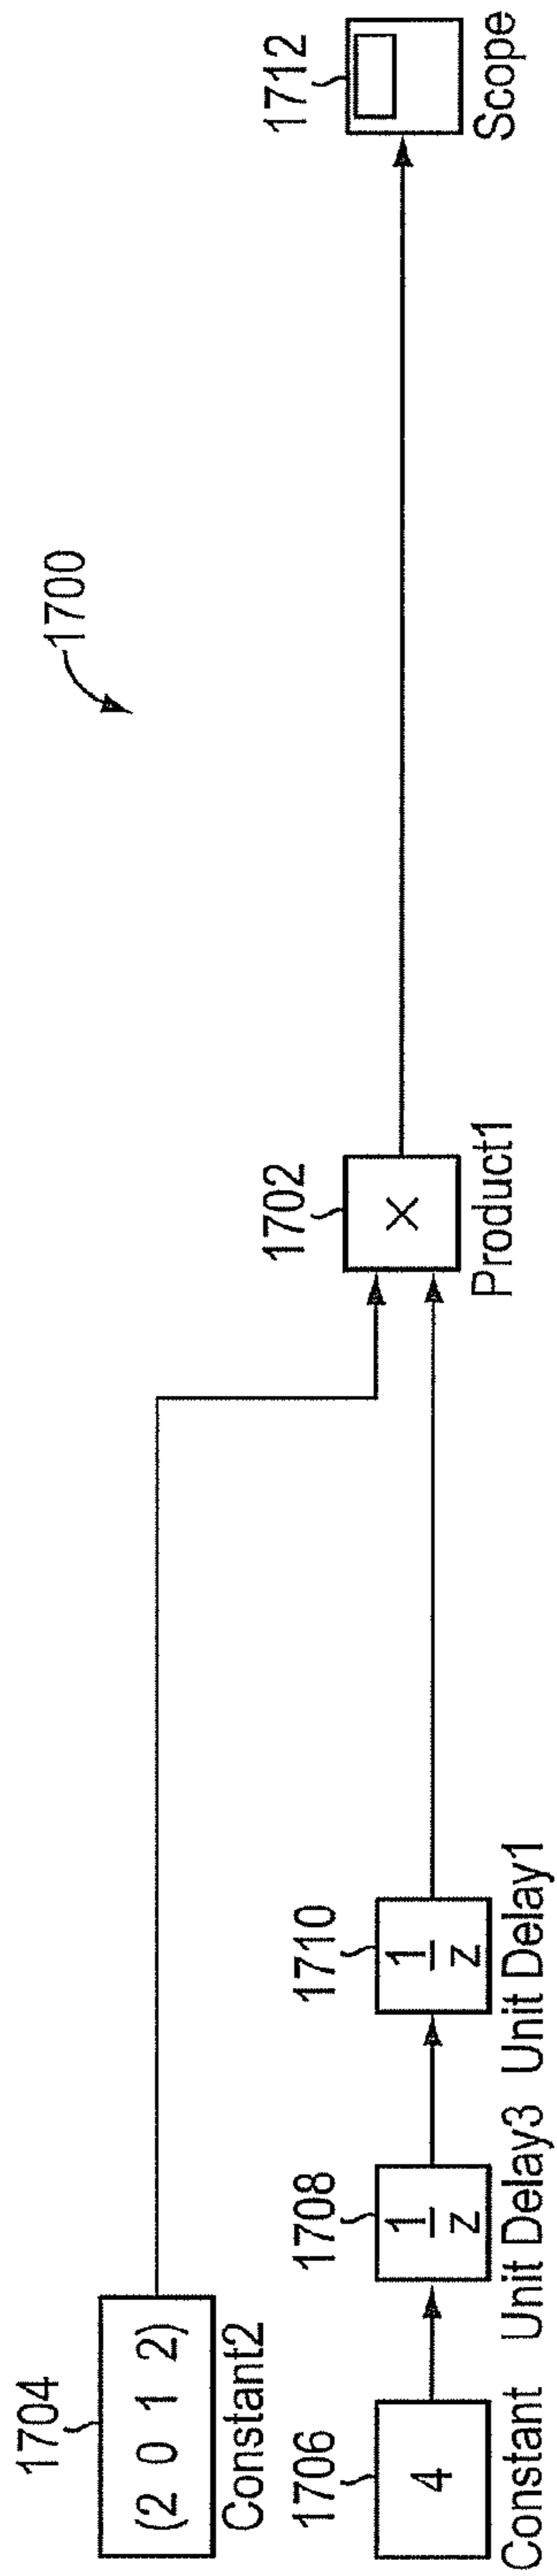 1700
1704
(2 0 1 2)
Constant2
1706
4
Constant
1708
1
z
Unit Delay3
1710
1
z
Unit Delay1
1702
×
Product1
1712
Scope